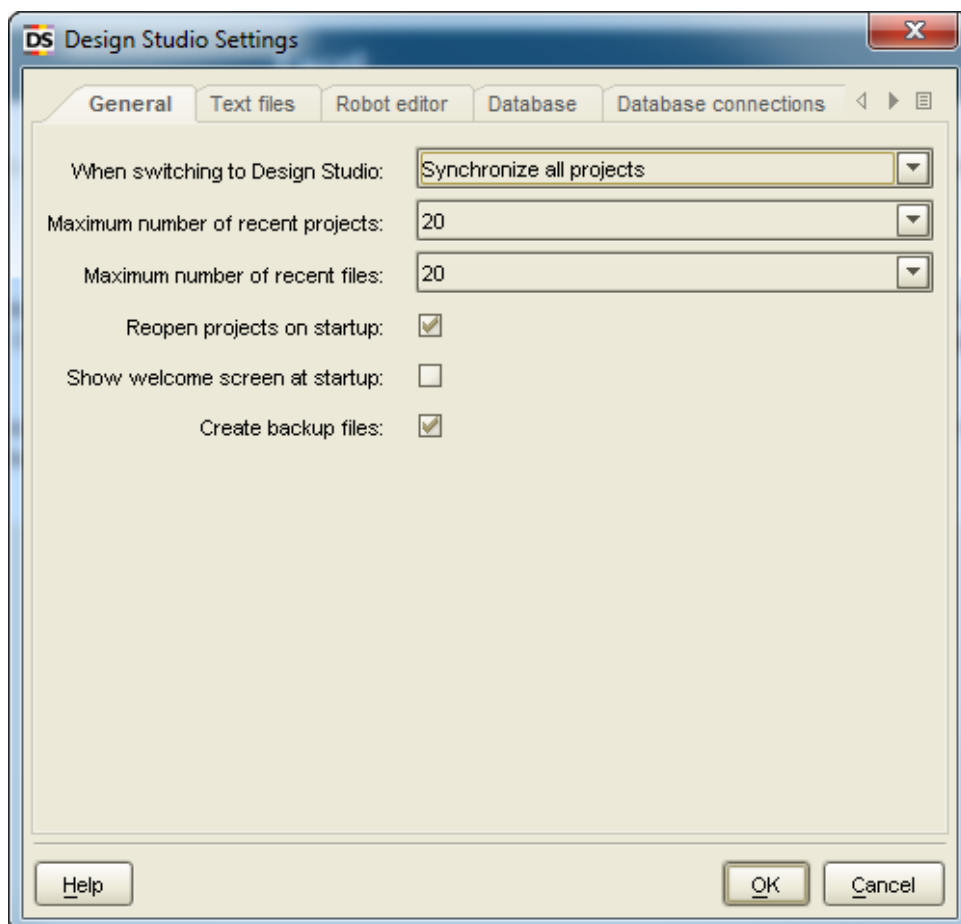 DS Design Studio Settings
General Text files Robot editor Database Database connections
When switching to Design Studio: Synchronize all projects
Maximum number of recent projects: 20
Maximum number of recent files: 20
Reopen projects on startup:
Show welcome screen at startup:
Create backup files:
Help OK Cancel